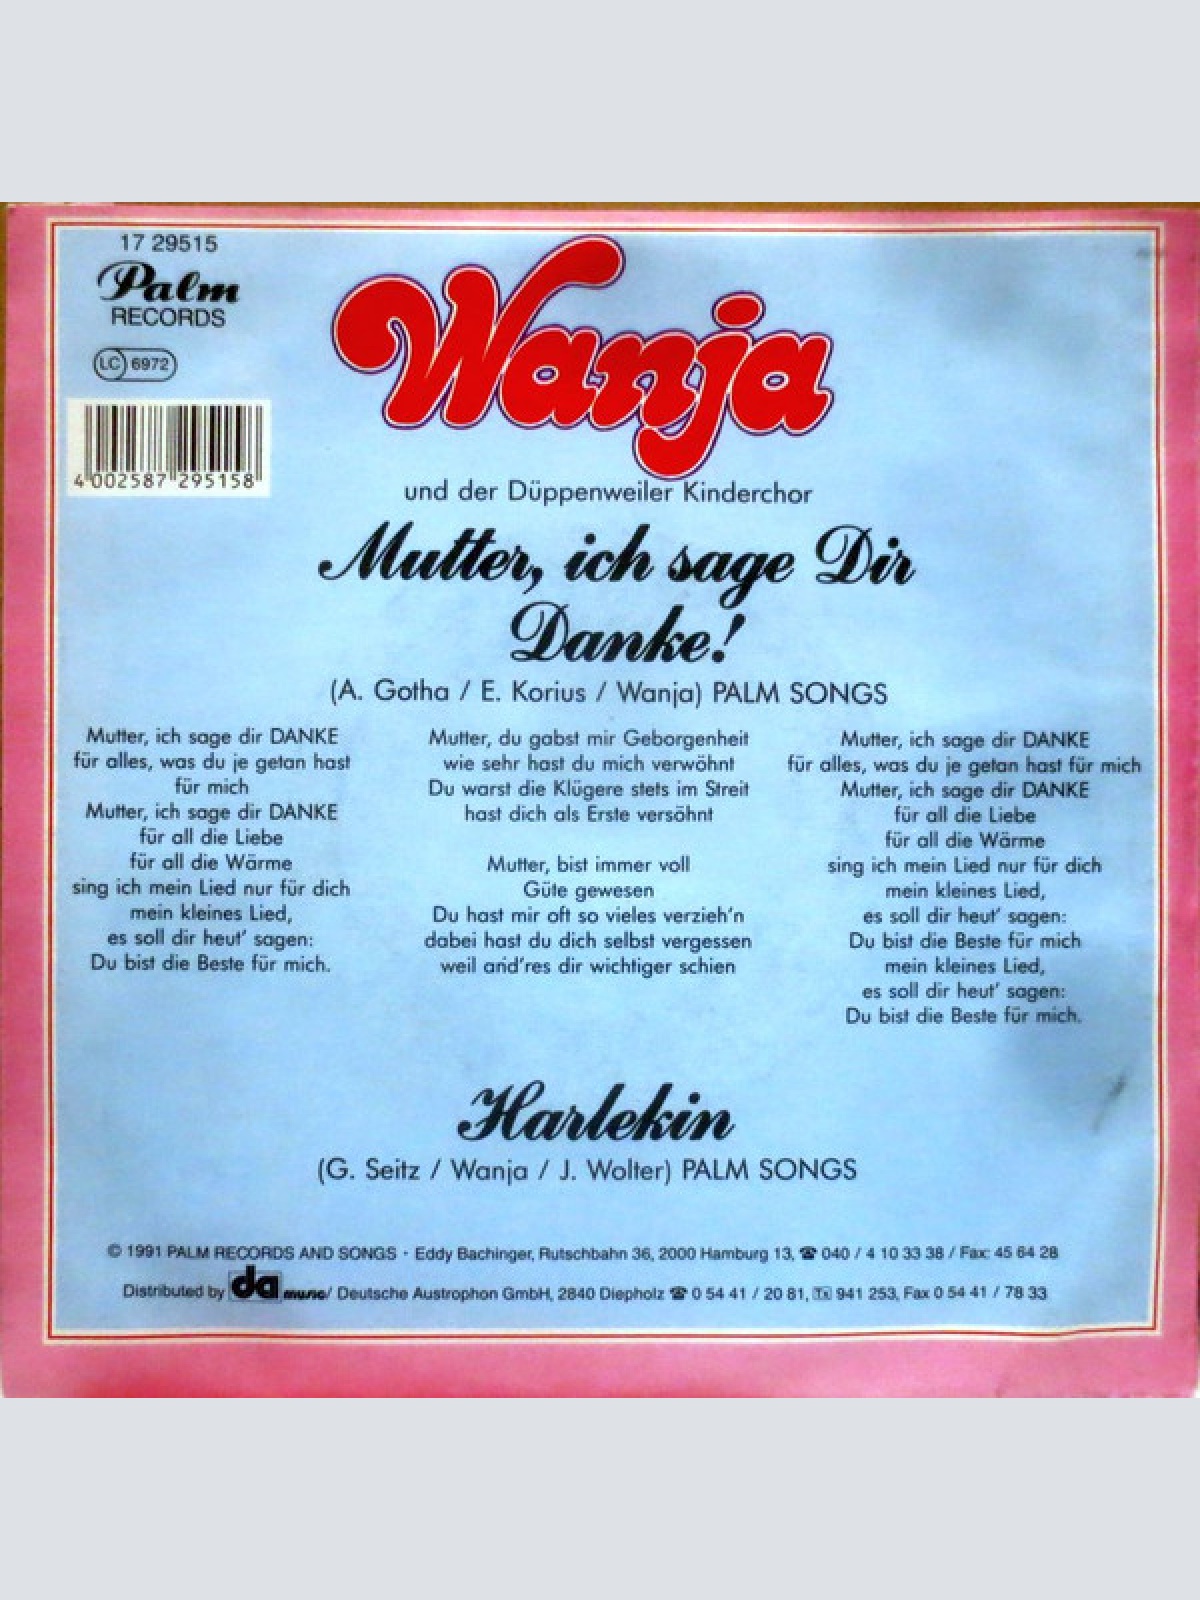 17 29515
Palm
RECORDS
LC 6972
4 002587 295158
Wanja
und der Düppenweiler Kinderchor
Mutter, ich sage Dir
Danke!
(A. Gotha / E. Korius / Wanja) PALM SONGS
Mutter, ich sage dir DANKE
für alles, was du je getan hast
für mich
Mutter, ich sage dir DANKE
für all die Liebe
für all die Wärme
sing ich mein Lied nur für dich
mein kleines Lied,
es soll dir heut' sagen:
Du bist die Beste für mich.
Mutter, du gabst mir Geborgenheit
wie sehr hast du mich verwöhnt
Du warst die Klügere stets im Streit
hast dich als Erste versöhnt
Mutter, bist immer voll
Güte gewesen
Du hast mir oft so vieles verzieh'n
dabei hast du dich selbst vergessen
weil and'res dir wichtiger schien
Mutter, ich sage dir DANKE
für alles, was du je getan hast für mich
Mutter, ich sage dir DANKE
für all die Liebe
für all die Wärme
sing ich mein Lied nur für dich
mein kleines Lied,
es soll dir heut' sagen:
Du bist die Beste für mich
mein kleines Lied,
es soll dir heut' sagen:
Du bist die Beste für mich.
Harlekin
(G. Seitz / Wanja / J. Wolter) PALM SONGS
© 1991 PALM RECORDS AND SONGS · Eddy Bachinger, Rutschbahn 36, 2000 Hamburg 13, ☎ 040 / 4 10 33 38 / Fax: 45 64 28
Distributed by da music / Deutsche Austrophon GmbH, 2840 Diepholz ☎ 0 54 41 / 20 81, Tx 941 253, Fax 0 54 41 / 78 33